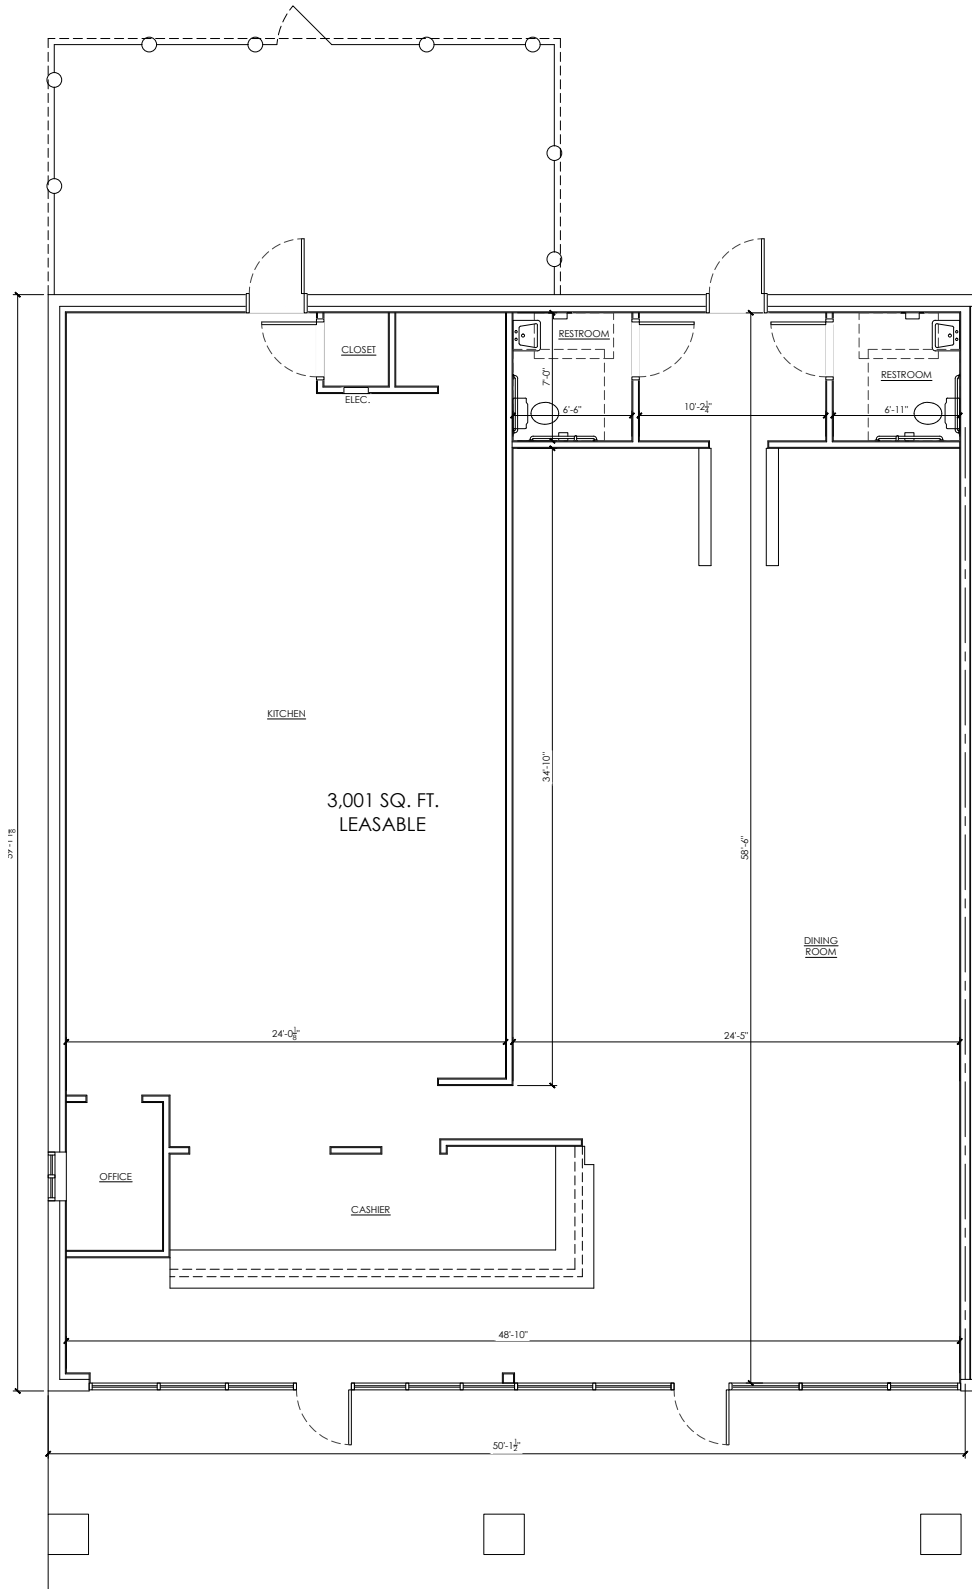 RESTROOM
CLOSET
RESTROOM
7'-0"
ELEC.
6'-6"
10'-2¼"
6'-11"
KITCHEN
34'-10"
3,001 SQ. FT.
LEASABLE
58'-6"
DINING
ROOM
24'-0⅛"
24'-5"
OFFICE
CASHIER
48'-10"
50'-1½"